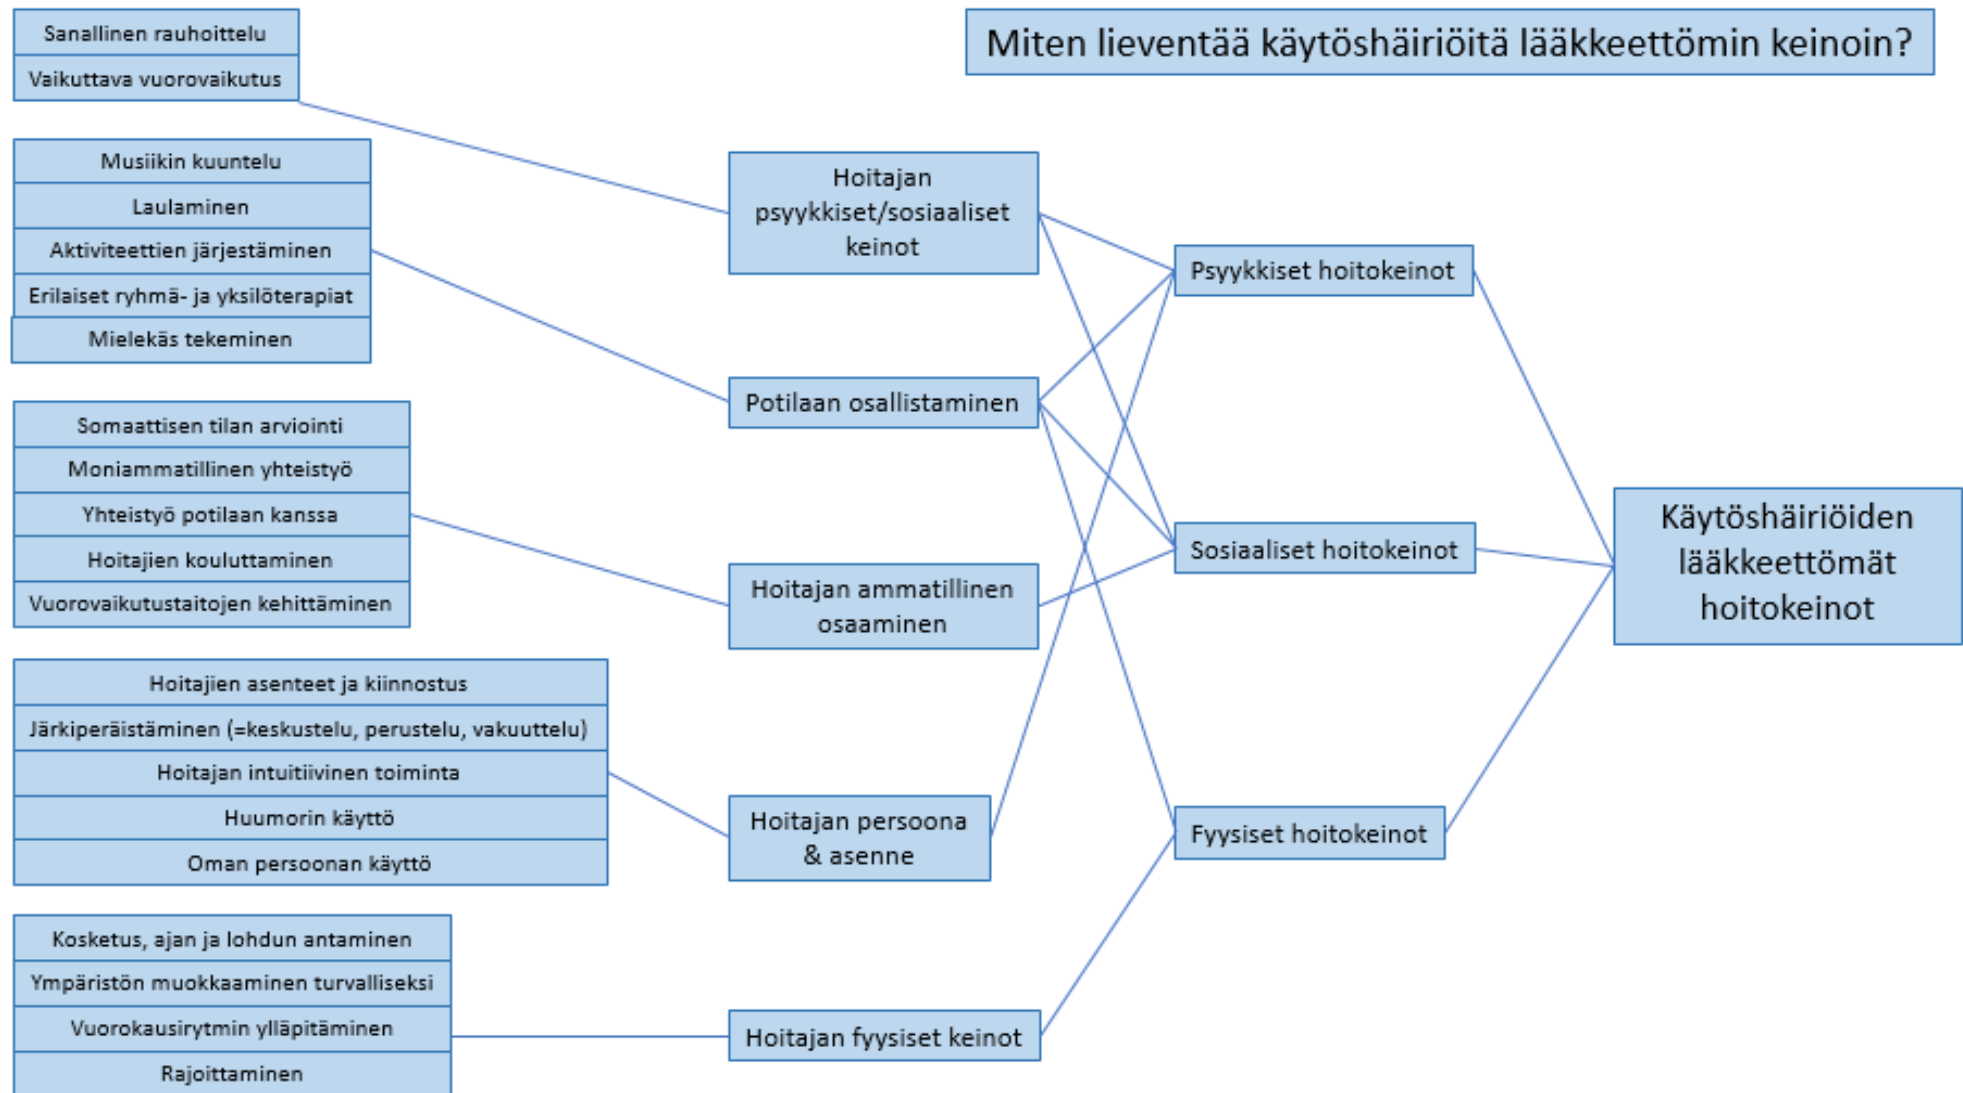 Miten lieventää käytöshäiriöitä lääkkeettömin keinoin?
Sanallinen rauhoittelu
Vaikuttava vuorovaikutus
Musiikin kuuntelu
Laulaminen
Aktiviteettien järjestäminen
Erilaiset ryhmä- ja yksilöterapiat
Mielekäs tekeminen
Somaattisen tilan arviointi
Moniammatillinen yhteistyö
Yhteistyö potilaan kanssa
Hoitajien kouluttaminen
Vuorovaikutustaitojen kehittäminen
Hoitajien asenteet ja kiinnostus
Järkiperäistäminen (=keskustelu, perustelu, vakuuttelu)
Hoitajan intuitiivinen toiminta
Huumorin käyttö
Oman persoonan käyttö
Kosketus, ajan ja lohdun antaminen
Ympäristön muokkaaminen turvalliseksi
Vuorokausirytmin ylläpitäminen
Rajoittaminen
Hoitajan
psyykkiset/sosiaaliset
keinot
Potilaan osallistaminen
Hoitajan ammatillinen
osaaminen
Hoitajan persoona
& asenne
Hoitajan fyysiset keinot
Psyykkiset hoitokeinot
Sosiaaliset hoitokeinot
Fyysiset hoitokeinot
Käytöshäiriöiden
lääkkeettömät
hoitokeinot